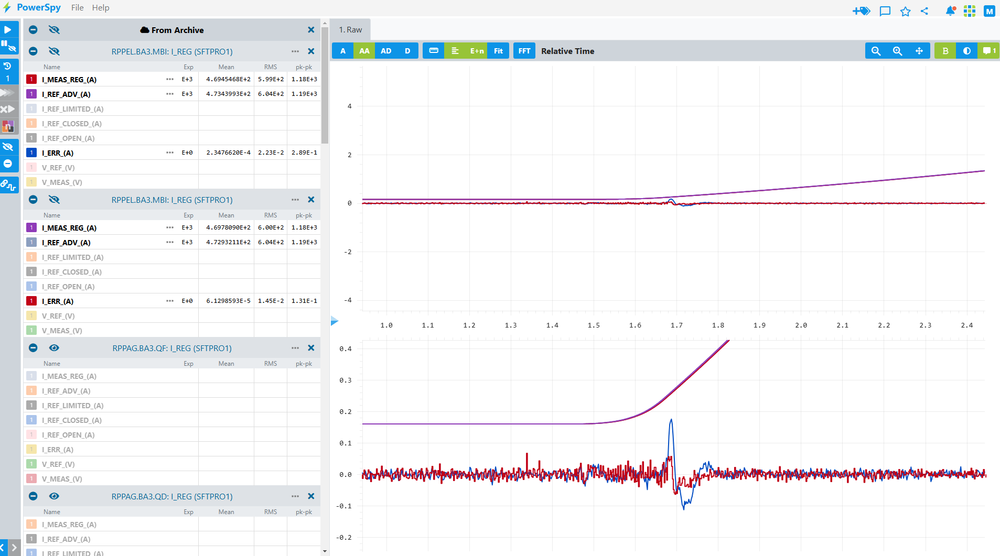 PowerSpy File Help
M
From Archive
1. Raw
RPPEL.BA3.MBI: I_REG (SFTPRO1)
A AA AD D E+n Fit FFT Relative Time B 1
Name Exp Mean RMS pk-pk
1 I_MEAS_REG_(A) E+3 4.6945468E+2 5.99E+2 1.18E+3
1 I_REF_ADV_(A) E+3 4.7343993E+2 6.04E+2 1.19E+3
1 I_REF_LIMITED_(A)
1 I_REF_CLOSED_(A)
1 I_REF_OPEN_(A)
1 I_ERR_(A) E+0 2.3476620E-4 2.23E-2 2.89E-1
1 V_REF_(V)
1 V_MEAS_(V)
RPPEL.BA3.MBI: I_REG (SFTPRO1)
Name Exp Mean RMS pk-pk
1 I_MEAS_REG_(A) E+3 4.6978090E+2 6.00E+2 1.18E+3
1 I_REF_ADV_(A) E+3 4.7293211E+2 6.04E+2 1.19E+3
1 I_REF_LIMITED_(A)
1 I_REF_CLOSED_(A)
1 I_REF_OPEN_(A)
1 I_ERR_(A) E+0 6.1298593E-5 1.45E-2 1.31E-1
1 V_REF_(V)
1 V_MEAS_(V)
RPPAG.BA3.QF: I_REG (SFTPRO1)
Name Exp Mean RMS pk-pk
1 I_MEAS_REG_(A)
1 I_REF_ADV_(A)
1 I_REF_LIMITED_(A)
1 I_REF_CLOSED_(A)
1 I_REF_OPEN_(A)
1 I_ERR_(A)
1 V_REF_(V)
1 V_MEAS_(V)
RPPAG.BA3.QD: I_REG (SFTPRO1)
Name Exp Mean RMS pk-pk
1 I_MEAS_REG_(A)
1 I_REF_ADV_(A)
1 I_REF_LIMITED_(A)
1
n
4
2
0
-2
-4
1.0 1.1 1.2 1.3 1.4 1.5 1.6 1.7 1.8 1.9 2.0 2.1 2.2 2.3 2.4
0.4
0.3
0.2
0.1
0.0
-0.1
-0.2